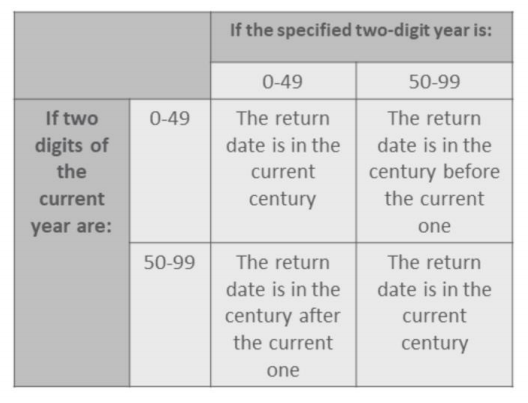 If the specified two-digit year is:
0-49
50-99
If two
digits of
the
current
year are:
0-49
The return
date is in the
current
century
The return
date is in the
century before
the current
one
50-99
The return
date is in the
century after
the current
one
The return
date is in the
current
century